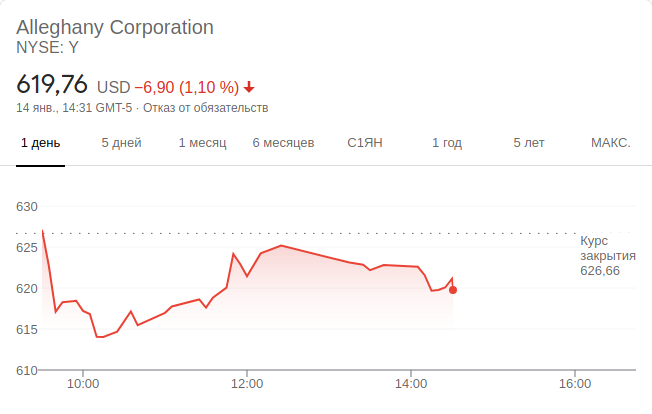 Alleghany Corporation
NYSE: Y
619,76 USD −6,90 (1,10 %)
14 янв., 14:31 GMT-5 · Отказ от обязательств
1 день 5 дней 1 месяц 6 месяцев С1ЯН 1 год 5 лет МАКС.
630
625
620
615
610
Курс
закрытия
626,66
10:00 12:00 14:00 16:00